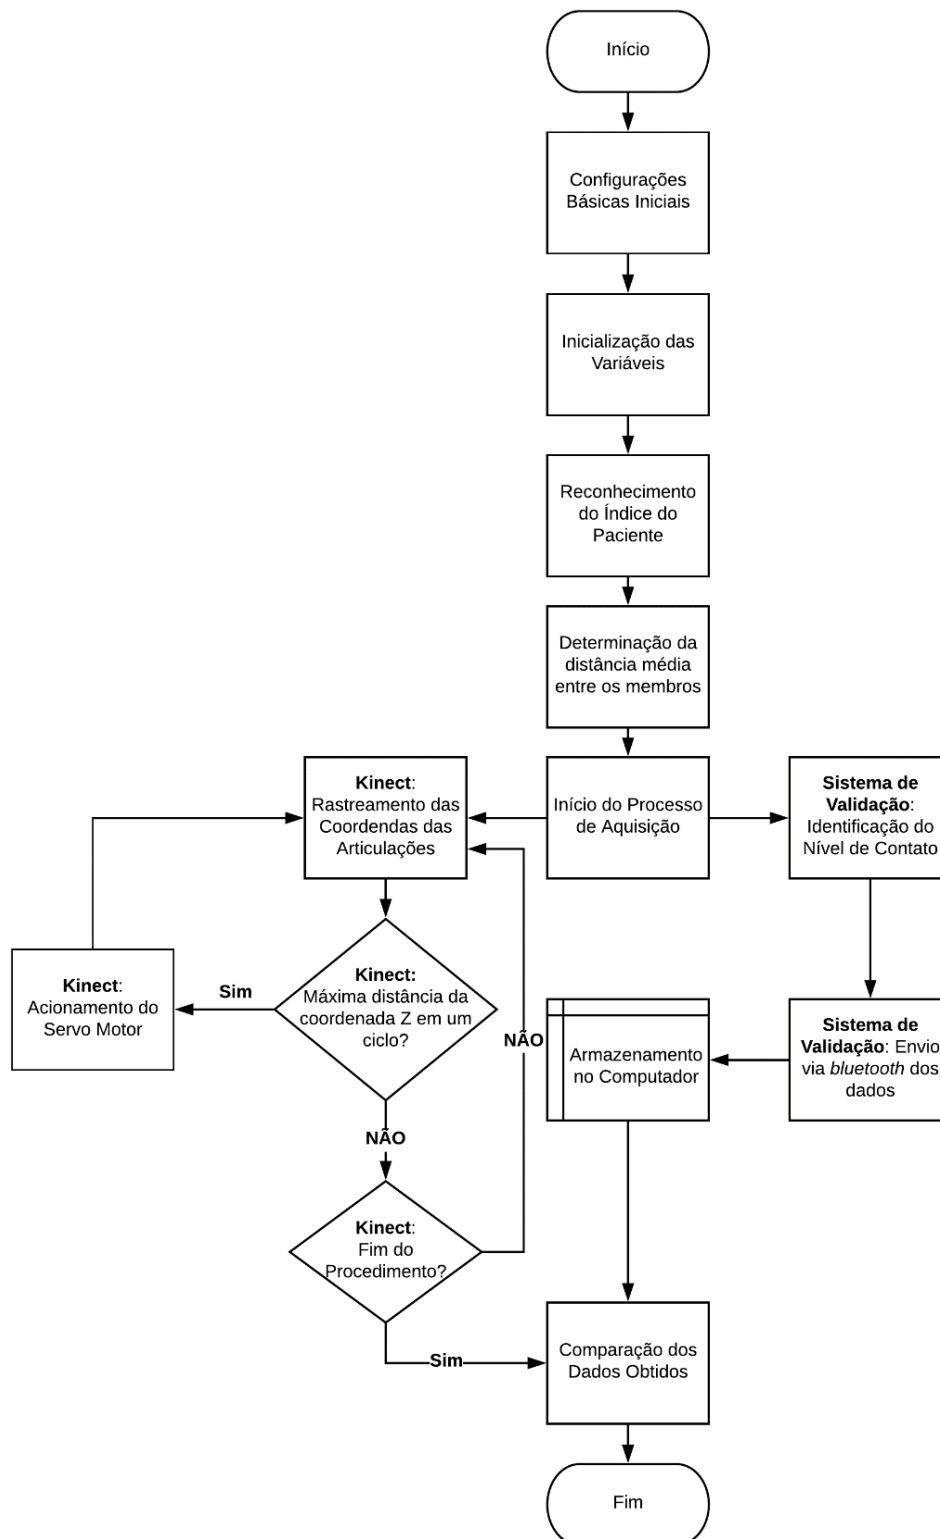 Início
Configurações
Básicas Iniciais
Inicialização das
Variáveis
Reconhecimento
do Índice do
Paciente
Determinação da
distância média
entre os membros
Kinect:
Rastreamento das
Coordendas das
Articulações
Início do Processo
de Aquisição
Sistema de
Validação:
Identificação do
Nível de Contato
Kinect:
Acionamento do
Servo Motor
Sim
Kinect:
Máxima distância da
coordenada Z em um
ciclo?
NÃO
Armazenamento
no Computador
Sistema de
Validação: Envio
via bluetooth dos
dados
NÃO
Kinect:
Fim do
Procedimento?
Sim
Comparação dos
Dados Obtidos
Fim